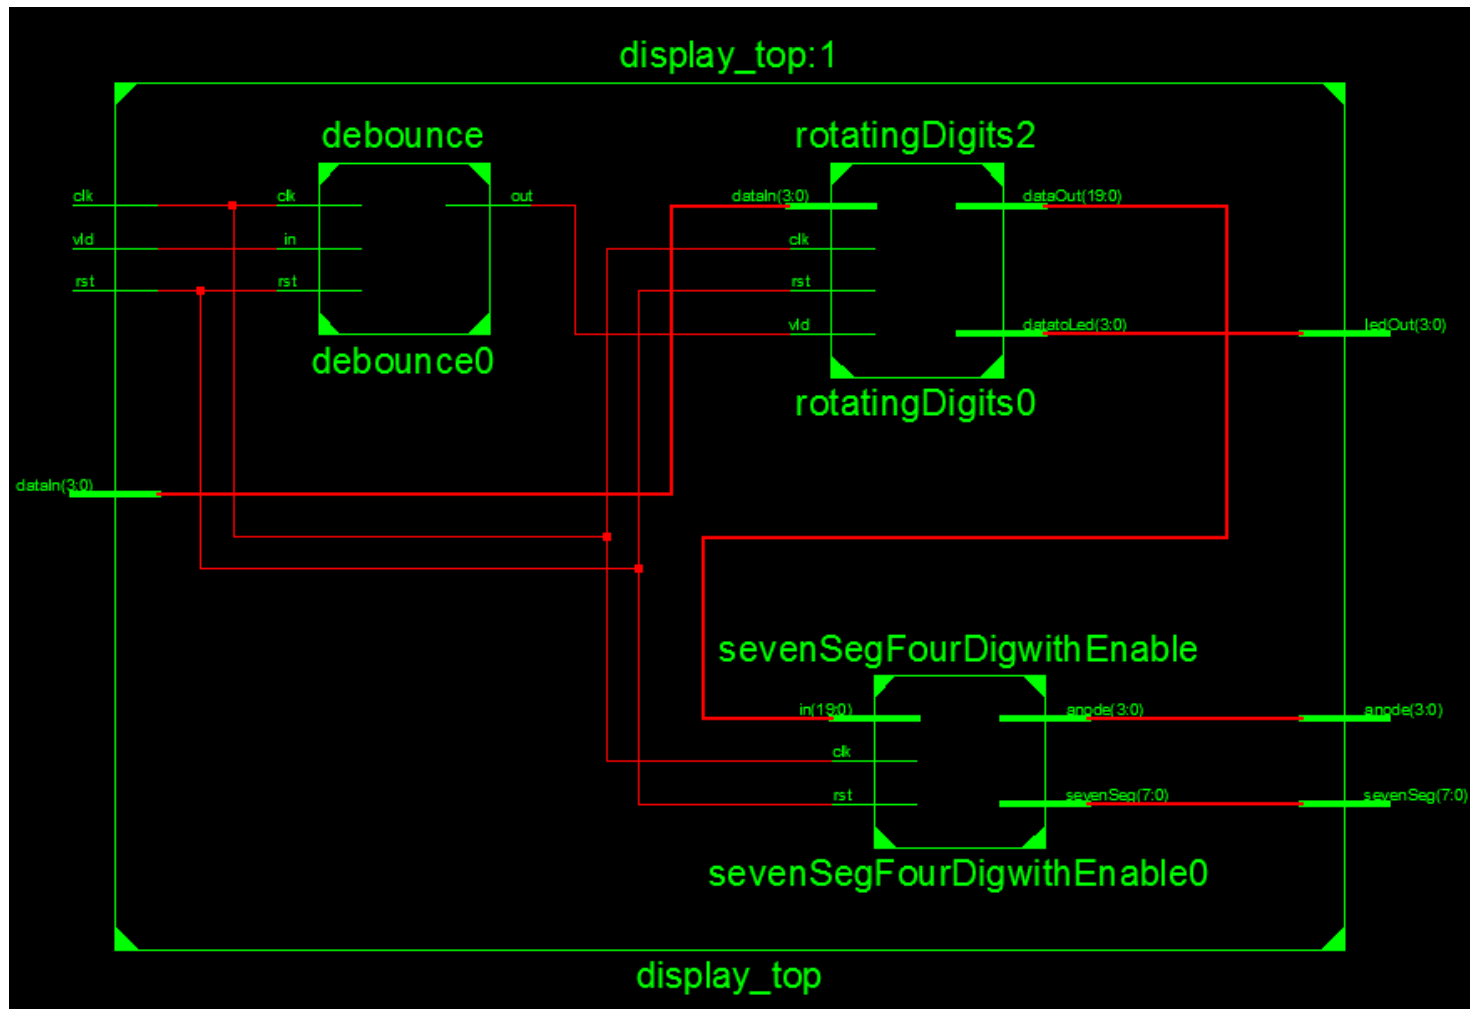 display_top:1
debounce
rotatingDigits2
clk
clk
out
dataIn(3:0)
dataOut(19:0)
vld
in
clk
rst
rst
rst
vld
datatoLed(3:0)
ledOut(3:0)
debounce0
rotatingDigits0
dataIn(3:0)
sevenSegFourDigwithEnable
in(19:0)
anode(3:0)
anode(3:0)
clk
rst
sevenSeg(7:0)
sevenSeg(7:0)
sevenSegFourDigwithEnable0
display_top